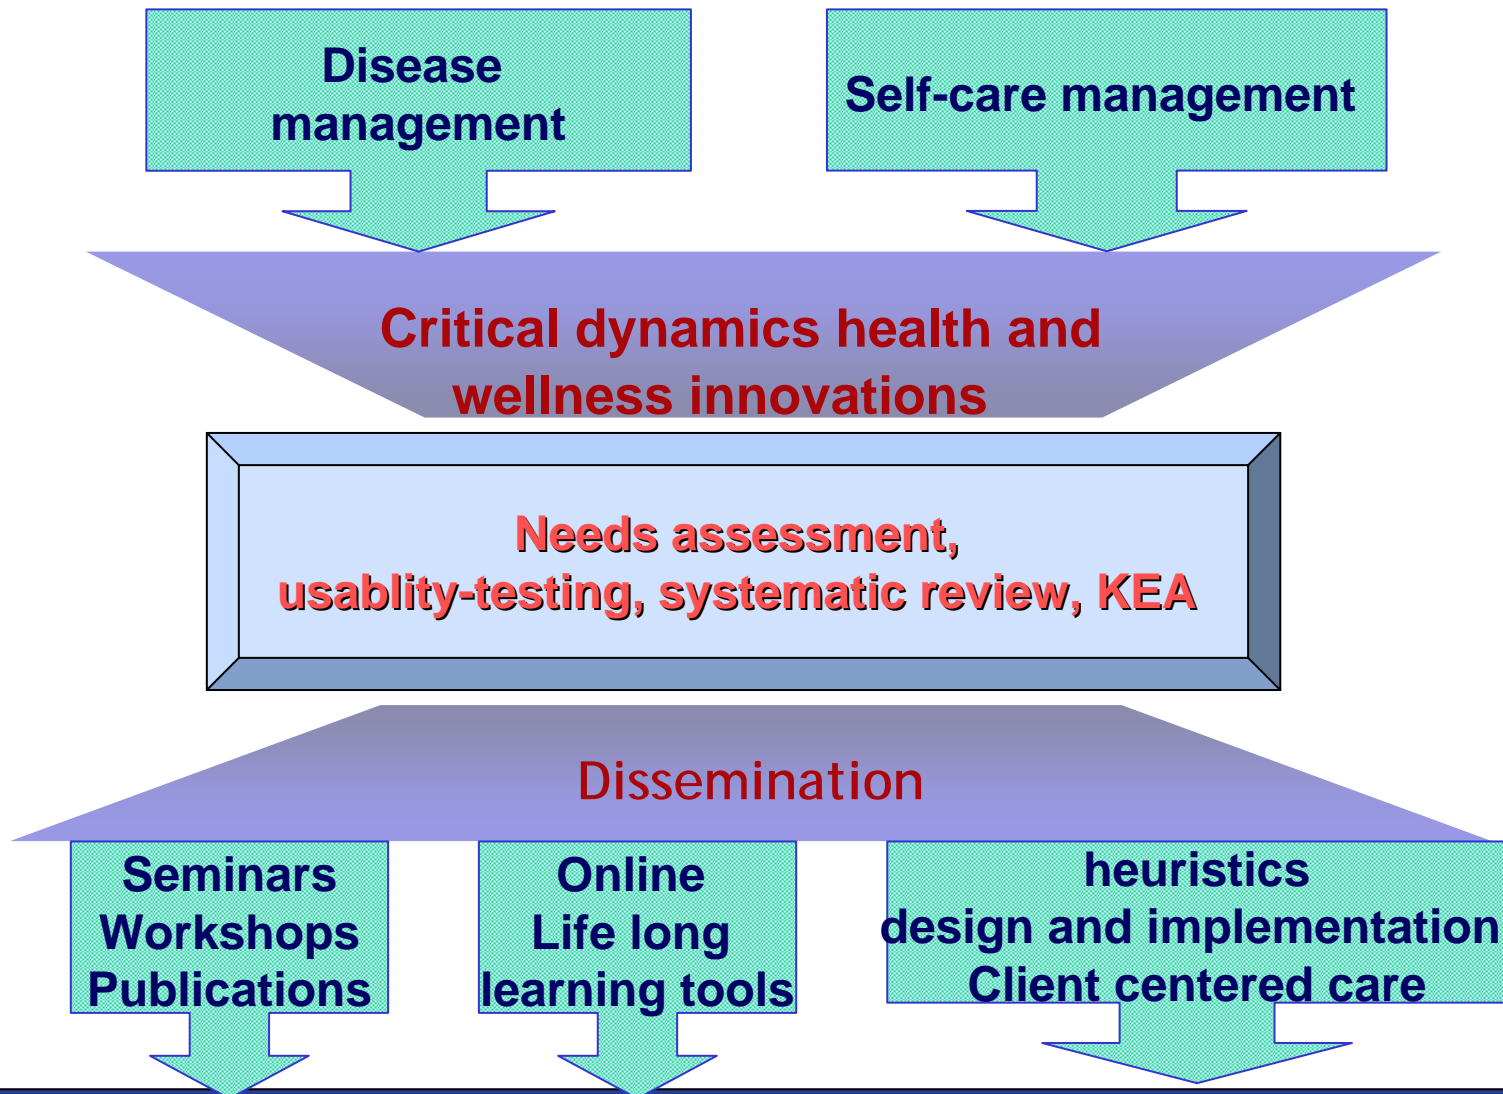 Disease
management
Self-care management
Critical dynamics health and
wellness innovations
Needs assessment,
usablity-testing, systematic review, KEA
Dissemination
Seminars
Workshops
Publications
Online
Life long
learning tools
heuristics
design and implementation
Client centered care